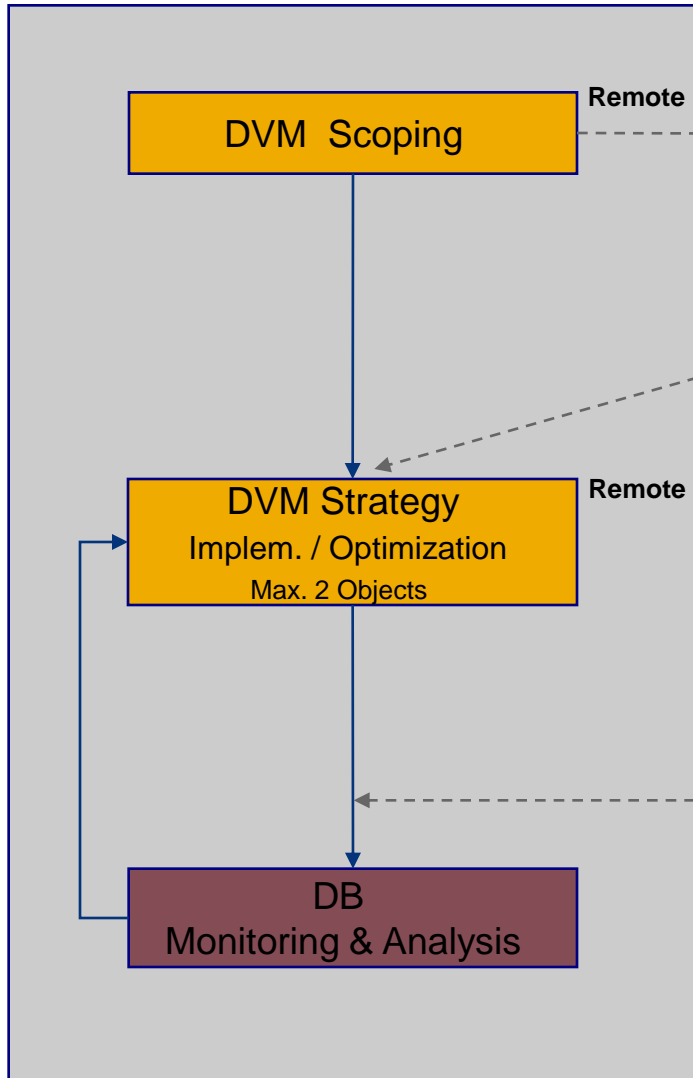 Remote
DVM Scoping
DVM Strategy
Remote
Implem. / Optimization
Max. 2 Objects
DB
Monitoring & Analysis